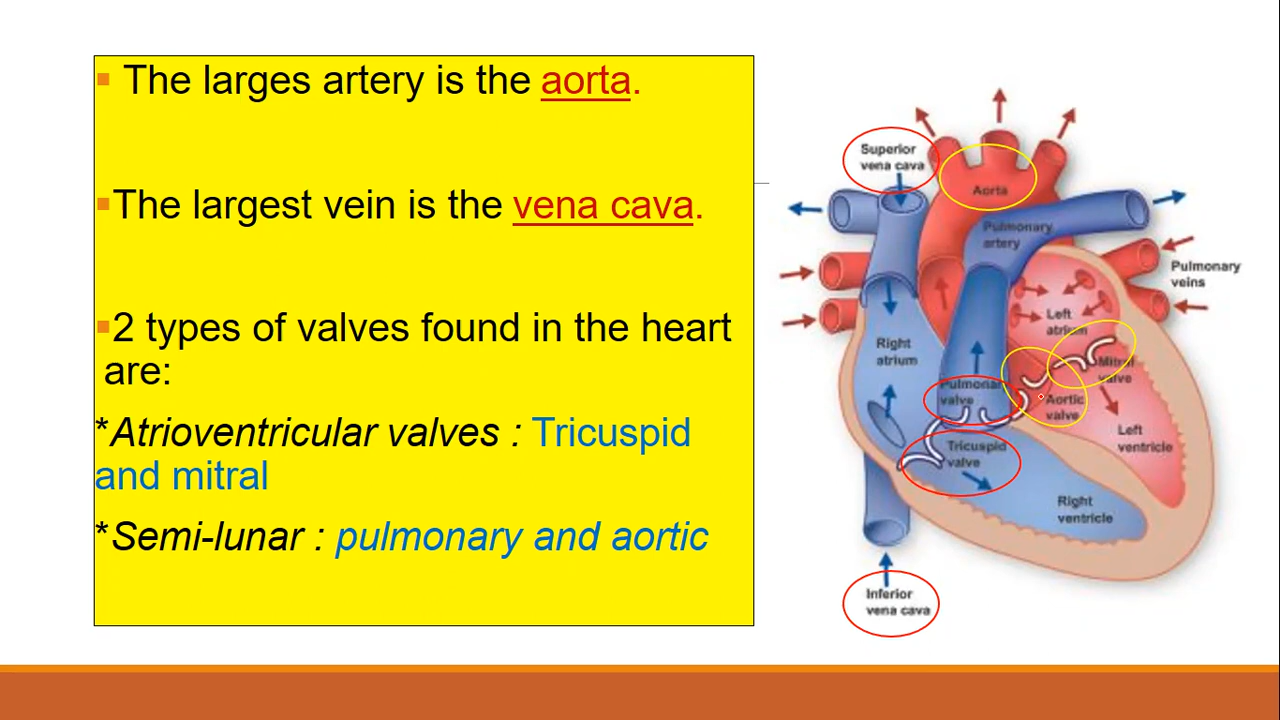 The larges artery is the aorta.
The largest vein is the vena cava.
2 types of valves found in the heart
are:
*Atrioventricular valves : Tricuspid
and mitral
*Semi-lunar : pulmonary and aortic
Superior
vena cava
Aorta
Pulmonary
artery
Pulmonary
veins
Left
atrium
Right
atrium
Mitral
valve
Pulmonar
valve
Aortic
valve
Left
ventricle
Tricuspid
valve
Right
ventricle
Inferior
vena cava